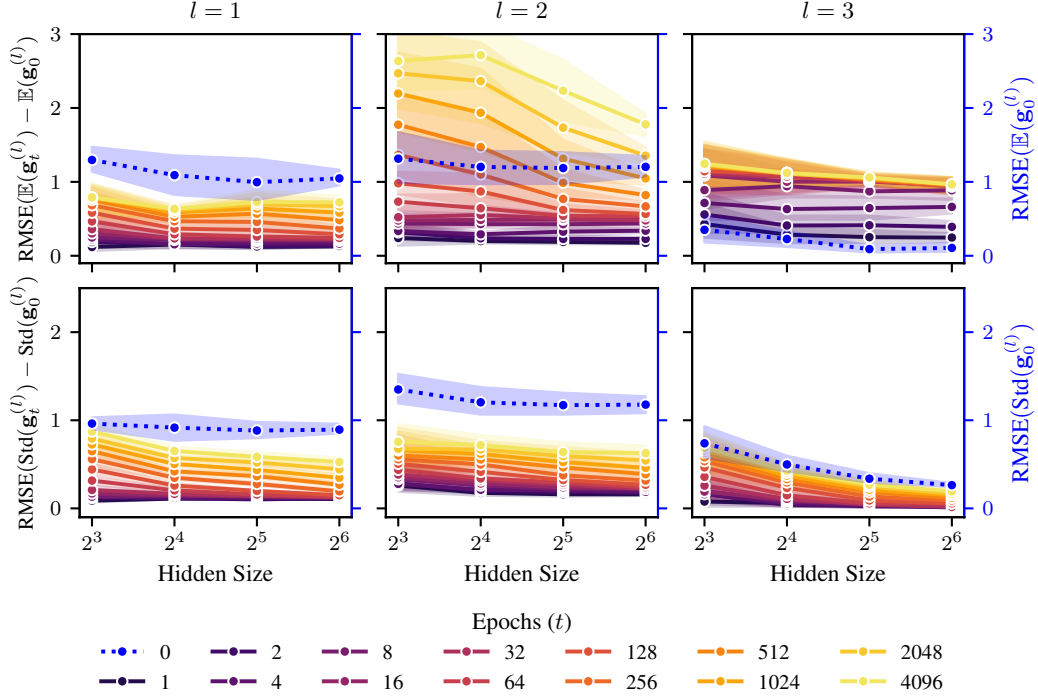 l = 1
l = 2
l = 3
RMSE(𝔼(g_t^(l)) − 𝔼(g_0^(l)))
3
2
1
0
3
2
1
0
RMSE(𝔼(g_0^(l))
RMSE(Std(g_t^(l)) − Std(g_0^(l))
2
1
0
2
1
0
RMSE(Std(g_0^(l))
2^3 2^4 2^5 2^6
2^3 2^4 2^5 2^6
2^3 2^4 2^5 2^6
Hidden Size
Hidden Size
Hidden Size
Epochs (t)
0 2 8 32 128 512 2048
1 4 16 64 256 1024 4096